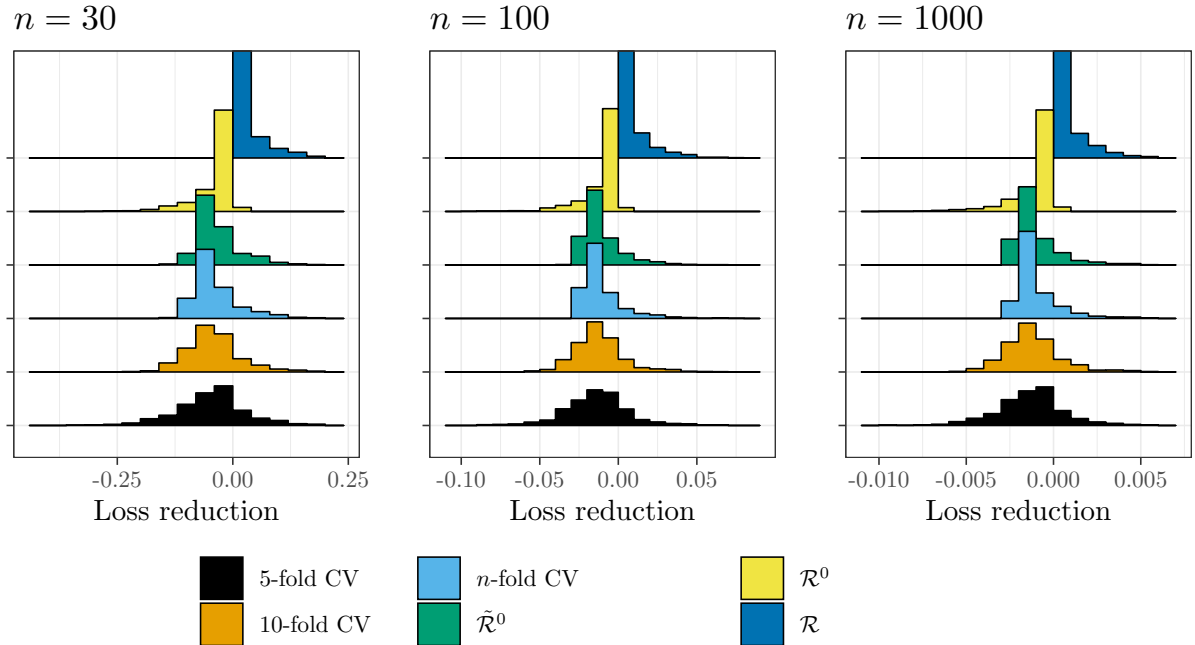 n = 30 n = 100 n = 1000
-0.25 0.00 0.25 -0.10 -0.05 0.00 0.05 -0.010 -0.005 0.000 0.005
Loss reduction Loss reduction Loss reduction
5-fold CV n-fold CV ℛ⁰
10-fold CV ℛ̃⁰ ℛ